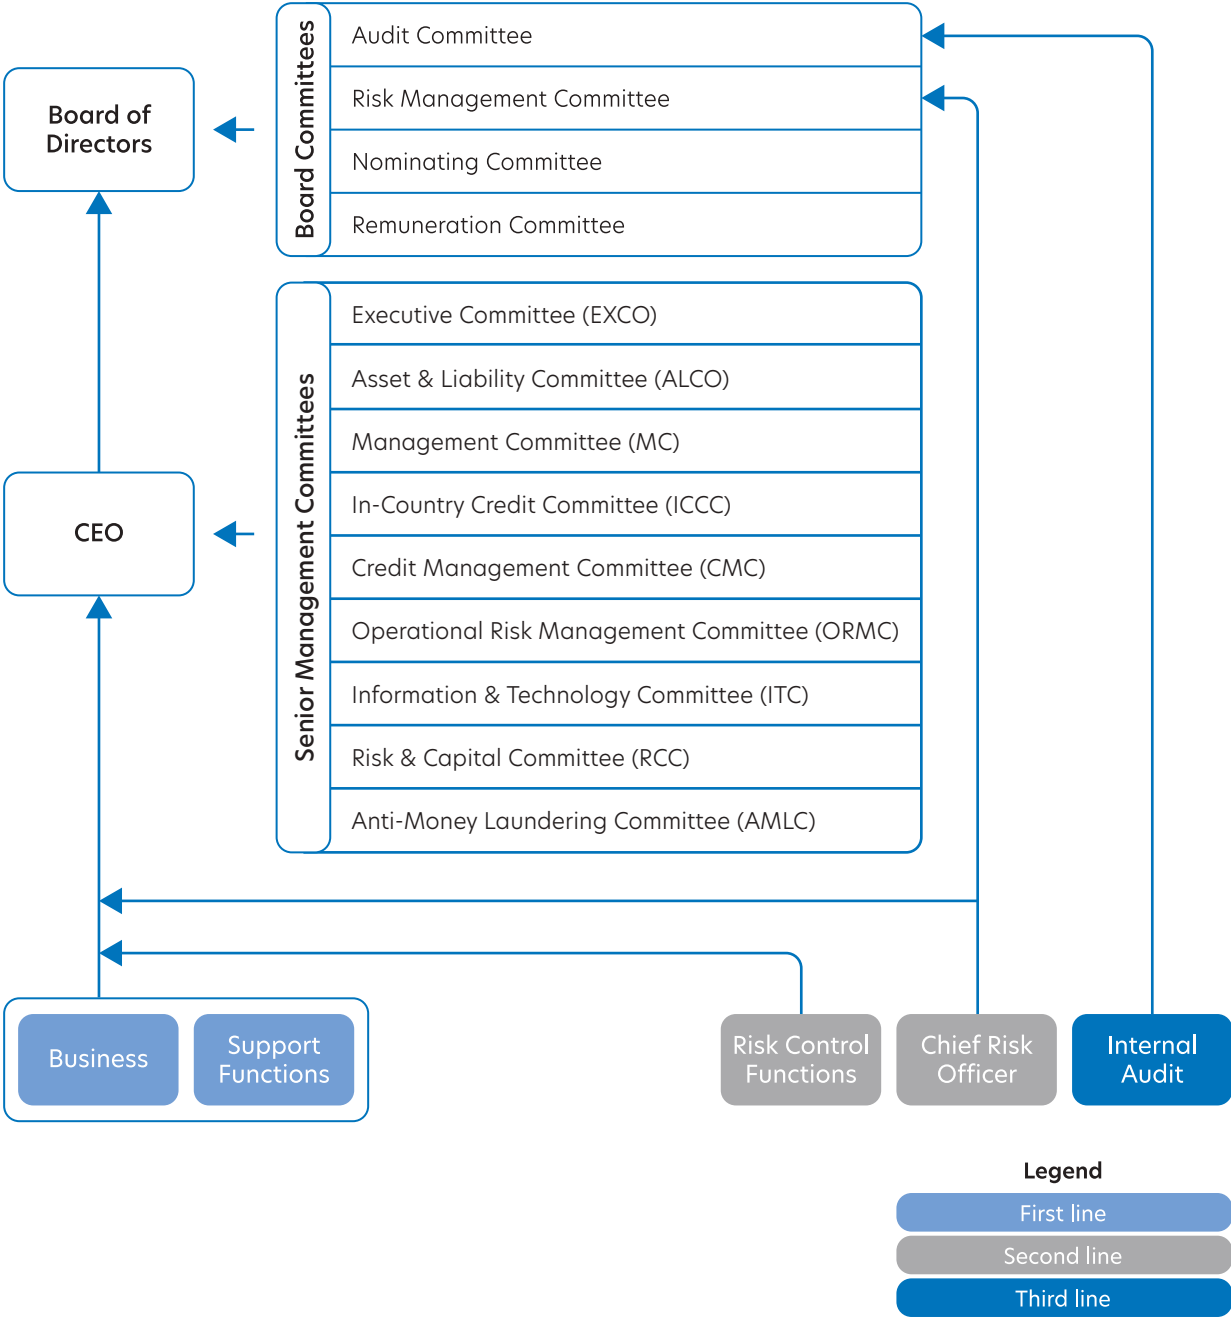 Board of
Directors
Board Committees
Audit Committee
Risk Management Committee
Nominating Committee
Remuneration Committee
CEO
Senior Management Committees
Executive Committee (EXCO)
Asset & Liability Committee (ALCO)
Management Committee (MC)
In-Country Credit Committee (ICCC)
Credit Management Committee (CMC)
Operational Risk Management Committee (ORMC)
Information & Technology Committee (ITC)
Risk & Capital Committee (RCC)
Anti-Money Laundering Committee (AMLC)
Business
Support
Functions
Risk Control
Functions
Chief Risk
Officer
Internal
Audit
Legend
First line
Second line
Third line